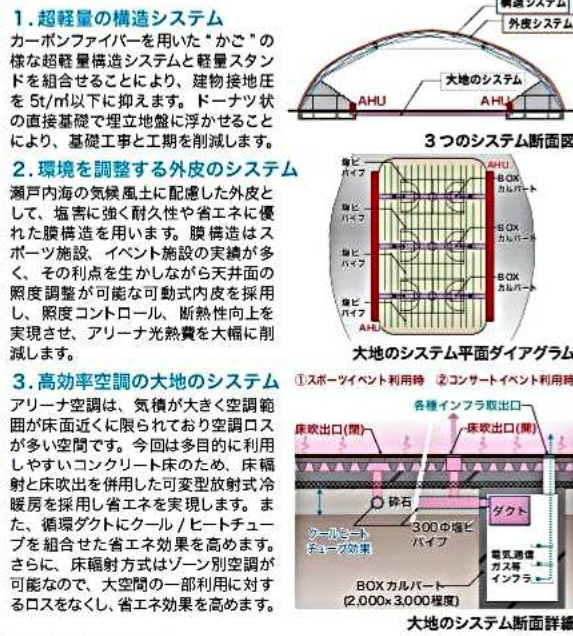 1.超軽量の構造システム
カーボンファイバーを用いた“かご”の
様な超軽量構造システムと軽量スタン
ドを組合せることにより、建物接地圧
を 5t/㎡以下に抑えます。ドーナツ状
の直接基礎で埋立地盤に浮かせること
により、基礎工事と工期を削減します。
2.環境を調整する外皮のシステム
瀬戸内海の気候風土に配慮した外皮と
して、塩害に強く耐久性や省エネに優
れた膜構造を用います。膜構造はス
ポーツ施設、イベント施設の実績が多
く、その利点を生かしながら天井面の
照度調整が可能な可動式内皮を採用
し、照度コントロール、断熱性向上を
実現させ、アリーナ光熱費を大幅に削
減します。
3.高効率空調の大地のシステム
アリーナ空調は、気積が大きく空調範
囲が床面近くに限られており空調ロス
が多い空間です。今回は多目的に利用
しやすいコンクリート床のため、床輻
射と床吹出を併用した可変型放射式冷
暖房を採用し省エネを実現します。ま
た、循環ダクトにクール / ヒートチュー
ブを組合せた省エネ効果を高めます。
さらに、床輻射方式はゾーン別空調が
可能なので、大空間の一部利用に対す
るロスをなくし、省エネ効果を高めます。
構造システム
外皮システム
大地のシステム
AHU
AHU
3つのシステム断面図
塩ビ
パイプ
AHU
BOX
カルバート
塩ビ
パイプ
BOX
カルバート
塩ビ
パイプ
BOX
カルバート
AHU
大地のシステム平面ダイアグラム
①スポーツイベント利用時 ②コンサートイベント利用時
各種インフラ取出口
床吹出口(閉)
床吹出口(開)
砕石
ダクト
クールヒート
チューブ効果
300Φ塩ビ
パイプ
電気通信
ガス等
インフラ
BOXカルバート
(2,000×3,000程度)
大地のシステム断面詳細